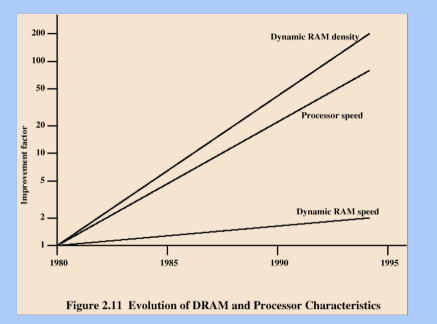 200
Dynamic RAM density
100
50
Processor speed
20
10
5
Dynamic RAM speed
2
1
Improvement factor
1980 1985 1990 1995
Figure 2.11 Evolution of DRAM and Processor Characteristics